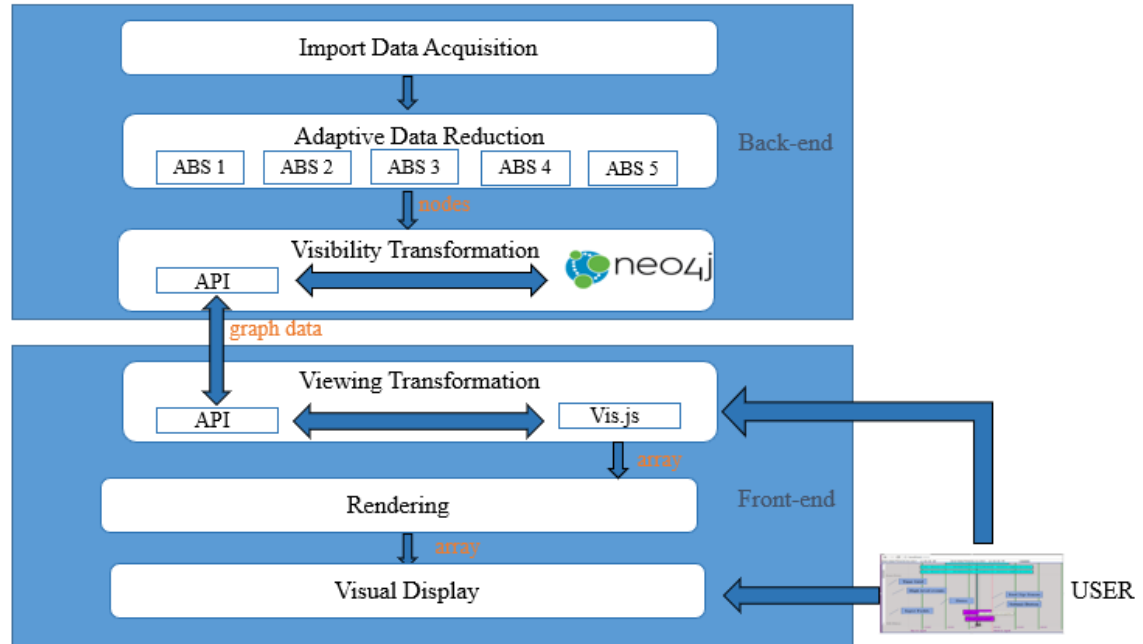 Import Data Acquisition
Adaptive Data Reduction
ABS 1 ABS 2 ABS 3 ABS 4 ABS 5
Back-end
nodes
Visibility Transformation
API
neo4j
graph data
Viewing Transformation
API
Vis.js
array
Rendering
Front-end
array
Visual Display
USER